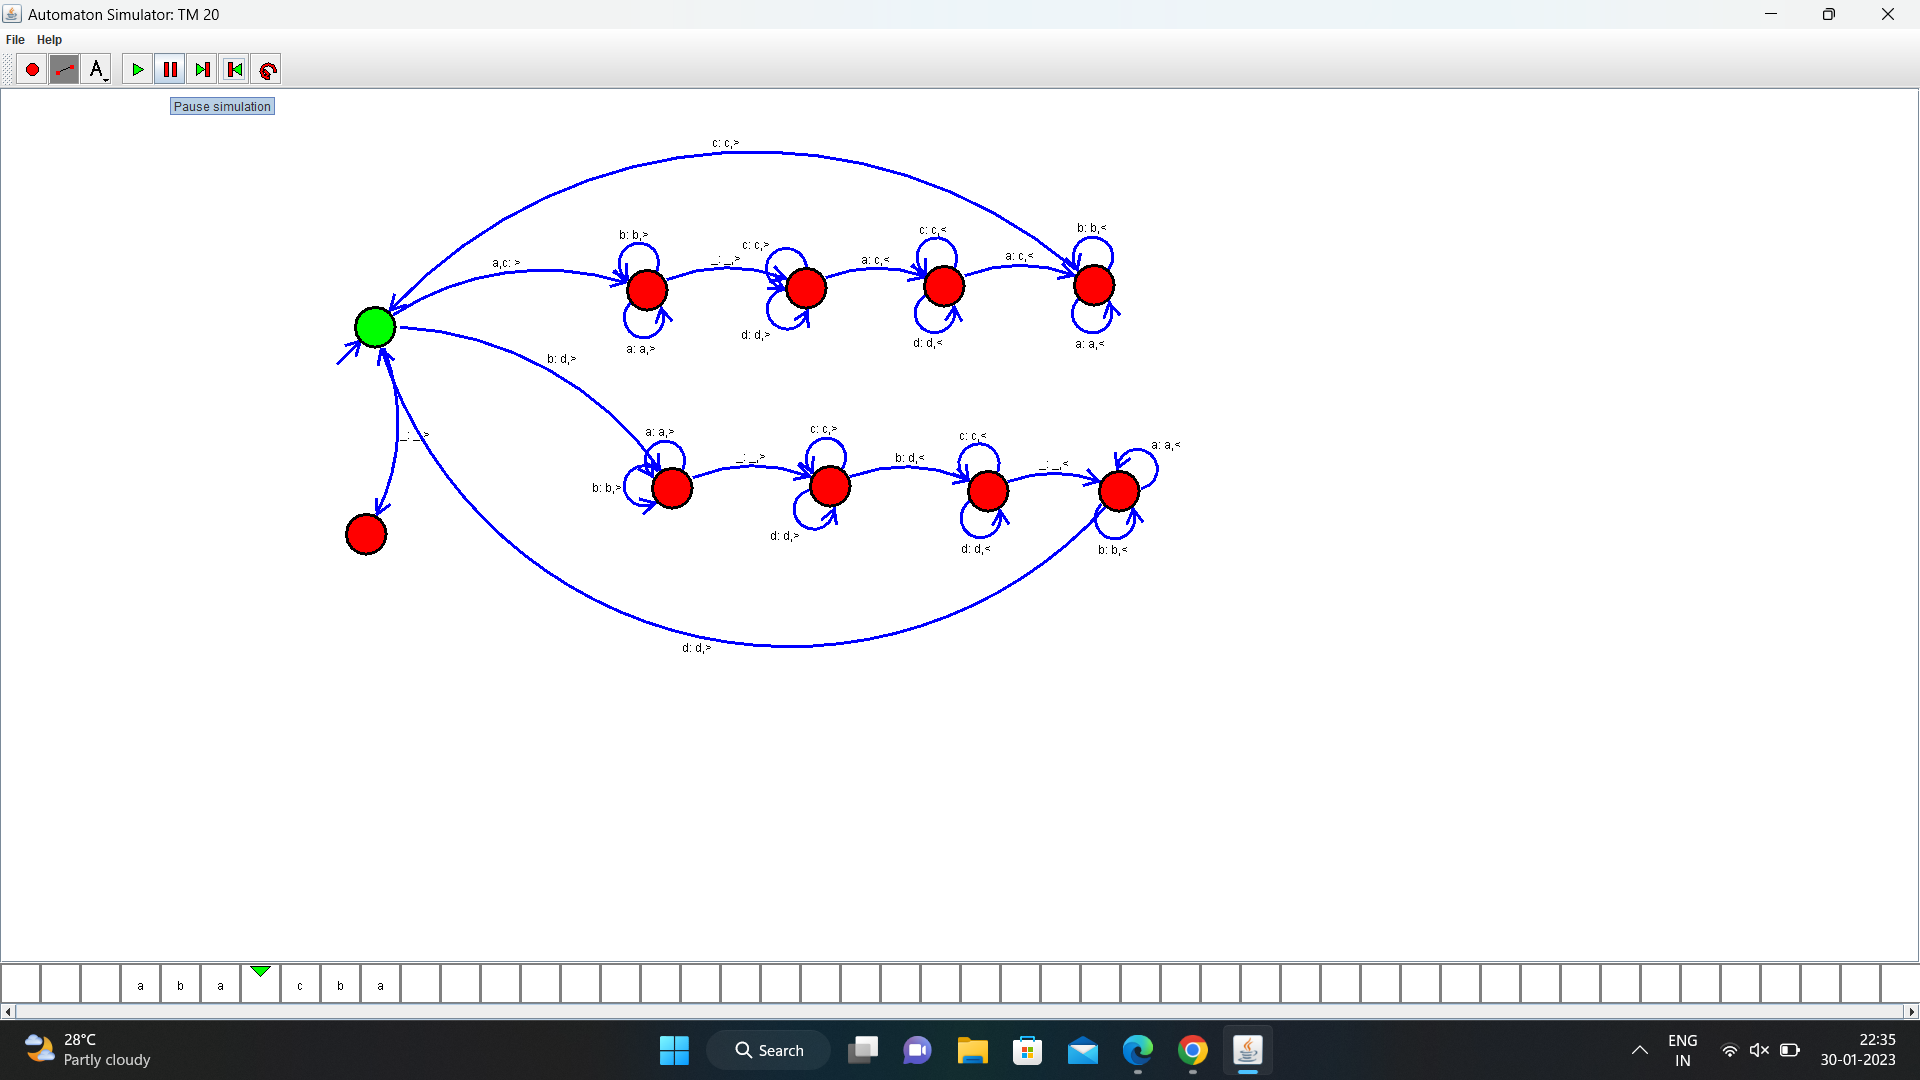 Automaton Simulator: TM 20
File Help
A
Pause simulation
c: c,>
b: b,>
c: c,>
c: c,<
b: b,<
a,c: >
_: _,>
a: c,<
a: c,<
a: a,>
d: d,>
d: d,<
a: a,<
b: d,>
_: _,>
a: a,>
c: c,>
c: c,<
a: a,<
b: b,>
_: _,>
b: d,<
_: _,<
d: d,>
d: d,<
b: b,<
d: d,>
a b a c b a
28°C
Partly cloudy
Search
ENG
IN
22:35
30-01-2023